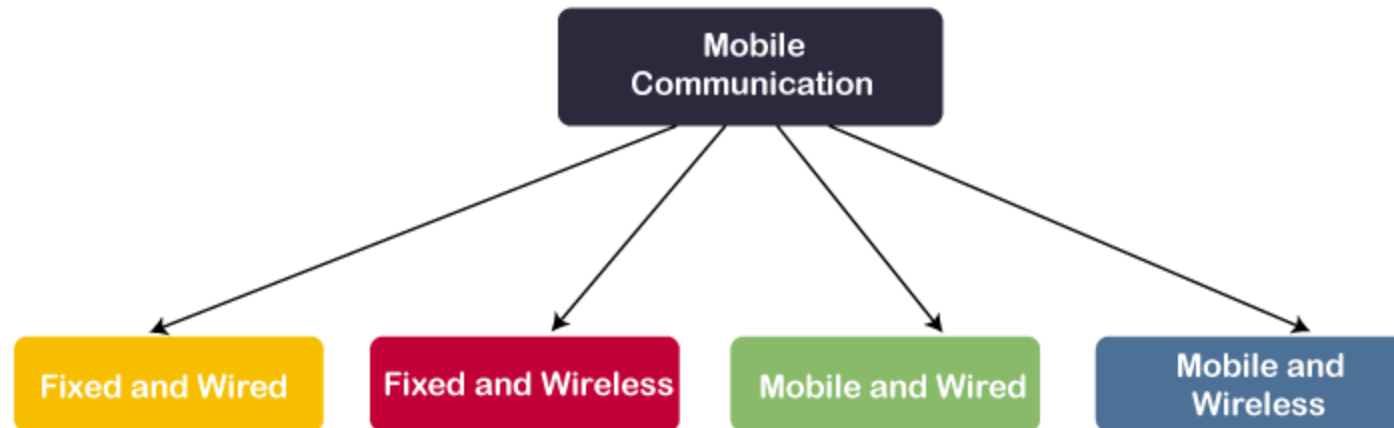 Mobile
Communication
Fixed and Wired
Fixed and Wireless
Mobile and Wired
Mobile and
Wireless